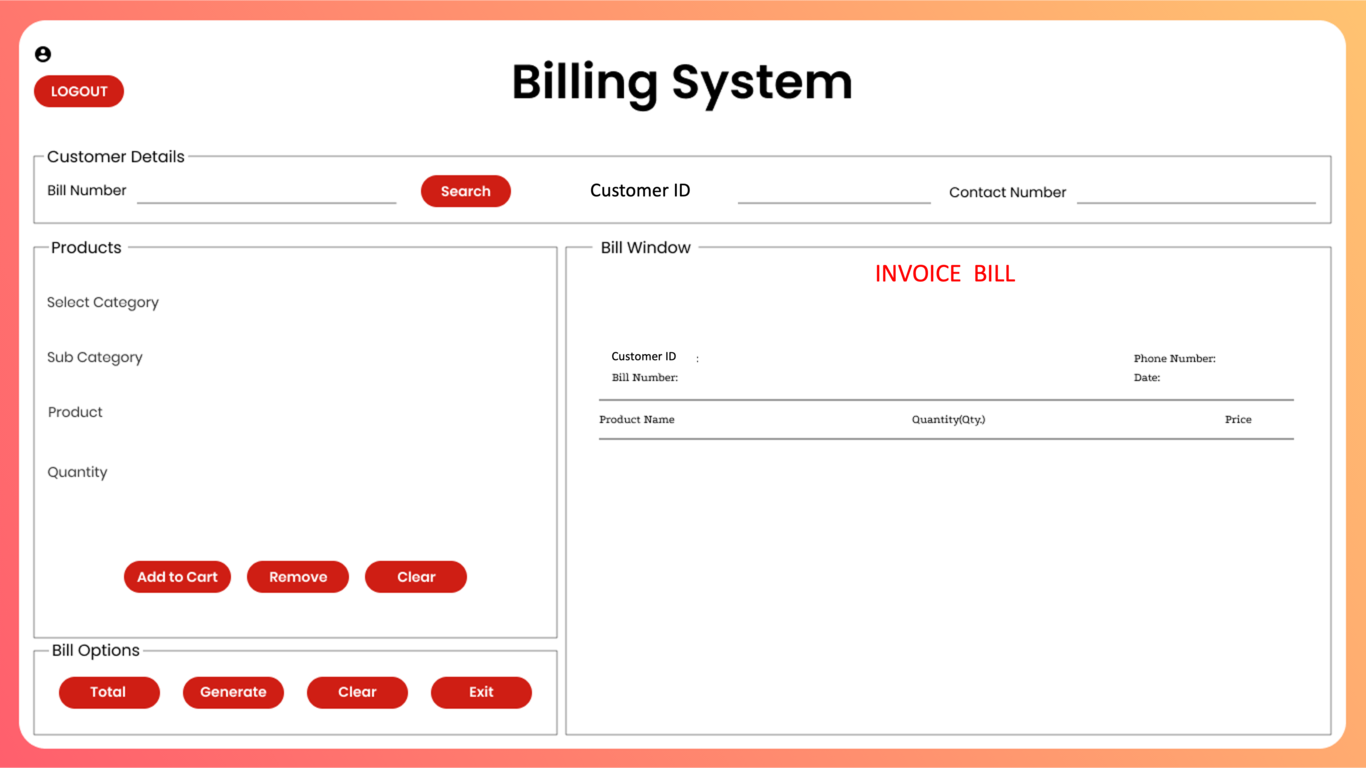 Billing System
LOGOUT
Customer Details
Bill Number
Search
Customer ID
Contact Number
Products
Select Category
Sub Category
Product
Quantity
Add to Cart
Remove
Clear
Bill Options
Total
Generate
Clear
Exit
Bill Window
INVOICE BILL
Customer ID :
Phone Number:
Bill Number:
Date:
Product Name
Quantity(Qty.)
Price